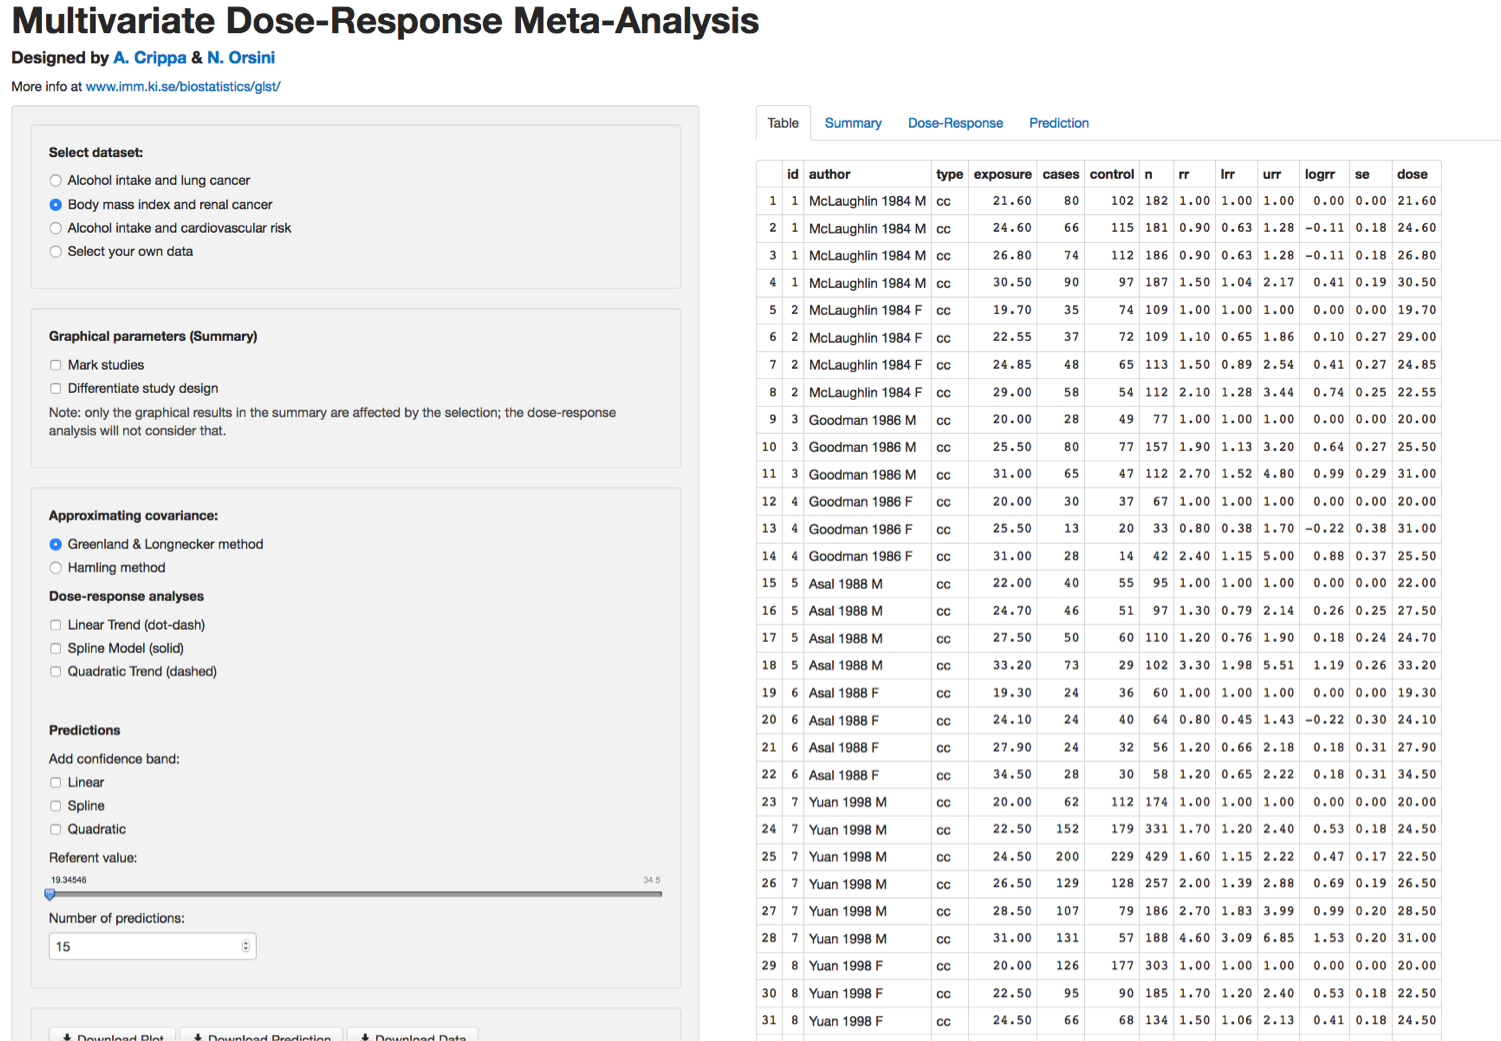 Multivariate Dose-Response Meta-Analysis
Designed by A. Crippa & N. Orsini
More info at www.imm.ki.se/biostatistics/glst/
Select dataset:
Alcohol intake and lung cancer
Body mass index and renal cancer
Alcohol intake and cardiovascular risk
Select your own data
Graphical parameters (Summary)
Mark studies
Differentiate study design
Note: only the graphical results in the summary are affected by the selection; the dose-response
analysis will not consider that.
Approximating covariance:
Greenland & Longnecker method
Hamling method
Dose-response analyses
Linear Trend (dot-dash)
Spline Model (solid)
Quadratic Trend (dashed)
Predictions
Add confidence band:
Linear
Spline
Quadratic
Referent value:
19.34546 34.5
Number of predictions:
15
Download Plot Download Prediction Download Data
Table Summary Dose-Response Prediction
id author type exposure cases control n rr lrr urr logrr se dose
1 1 McLaughlin 1984 M cc 21.60 80 102 182 1.00 1.00 1.00 0.00 0.00 21.60
2 1 McLaughlin 1984 M cc 24.60 66 115 181 0.90 0.63 1.28 -0.11 0.18 24.60
3 1 McLaughlin 1984 M cc 26.80 74 112 186 0.90 0.63 1.28 -0.11 0.18 26.80
4 1 McLaughlin 1984 M cc 30.50 90 97 187 1.50 1.04 2.17 0.41 0.19 30.50
5 2 McLaughlin 1984 F cc 19.70 35 74 109 1.00 1.00 1.00 0.00 0.00 19.70
6 2 McLaughlin 1984 F cc 22.55 37 72 109 1.10 0.65 1.86 0.10 0.27 29.00
7 2 McLaughlin 1984 F cc 24.85 48 65 113 1.50 0.89 2.54 0.41 0.27 24.85
8 2 McLaughlin 1984 F cc 29.00 58 54 112 2.10 1.28 3.44 0.74 0.25 22.55
9 3 Goodman 1986 M cc 20.00 28 49 77 1.00 1.00 1.00 0.00 0.00 20.00
10 3 Goodman 1986 M cc 25.50 80 77 157 1.90 1.13 3.20 0.64 0.27 25.50
11 3 Goodman 1986 M cc 31.00 65 47 112 2.70 1.52 4.80 0.99 0.29 31.00
12 4 Goodman 1986 F cc 20.00 30 37 67 1.00 1.00 1.00 0.00 0.00 20.00
13 4 Goodman 1986 F cc 25.50 13 20 33 0.80 0.38 1.70 -0.22 0.38 31.00
14 4 Goodman 1986 F cc 31.00 28 14 42 2.40 1.15 5.00 0.88 0.37 25.50
15 5 Asal 1988 M cc 22.00 40 55 95 1.00 1.00 1.00 0.00 0.00 22.00
16 5 Asal 1988 M cc 24.70 46 51 97 1.30 0.79 2.14 0.26 0.25 27.50
17 5 Asal 1988 M cc 27.50 50 60 110 1.20 0.76 1.90 0.18 0.24 24.70
18 5 Asal 1988 M cc 33.20 73 29 102 3.30 1.98 5.51 1.19 0.26 33.20
19 6 Asal 1988 F cc 19.30 24 36 60 1.00 1.00 1.00 0.00 0.00 19.30
20 6 Asal 1988 F cc 24.10 24 40 64 0.80 0.45 1.43 -0.22 0.30 24.10
21 6 Asal 1988 F cc 27.90 24 32 56 1.20 0.66 2.18 0.18 0.31 27.90
22 6 Asal 1988 F cc 34.50 28 30 58 1.20 0.65 2.22 0.18 0.31 34.50
23 7 Yuan 1998 M cc 20.00 62 112 174 1.00 1.00 1.00 0.00 0.00 20.00
24 7 Yuan 1998 M cc 22.50 152 179 331 1.70 1.20 2.40 0.53 0.18 24.50
25 7 Yuan 1998 M cc 24.50 200 229 429 1.60 1.15 2.22 0.47 0.17 22.50
26 7 Yuan 1998 M cc 26.50 129 128 257 2.00 1.39 2.88 0.69 0.19 26.50
27 7 Yuan 1998 M cc 28.50 107 79 186 2.70 1.83 3.99 0.99 0.20 28.50
28 7 Yuan 1998 M cc 31.00 131 57 188 4.60 3.09 6.85 1.53 0.20 31.00
29 8 Yuan 1998 F cc 20.00 126 177 303 1.00 1.00 1.00 0.00 0.00 20.00
30 8 Yuan 1998 F cc 22.50 95 90 185 1.70 1.20 2.40 0.53 0.18 22.50
31 8 Yuan 1998 F cc 24.50 66 68 134 1.50 1.06 2.13 0.41 0.18 24.50